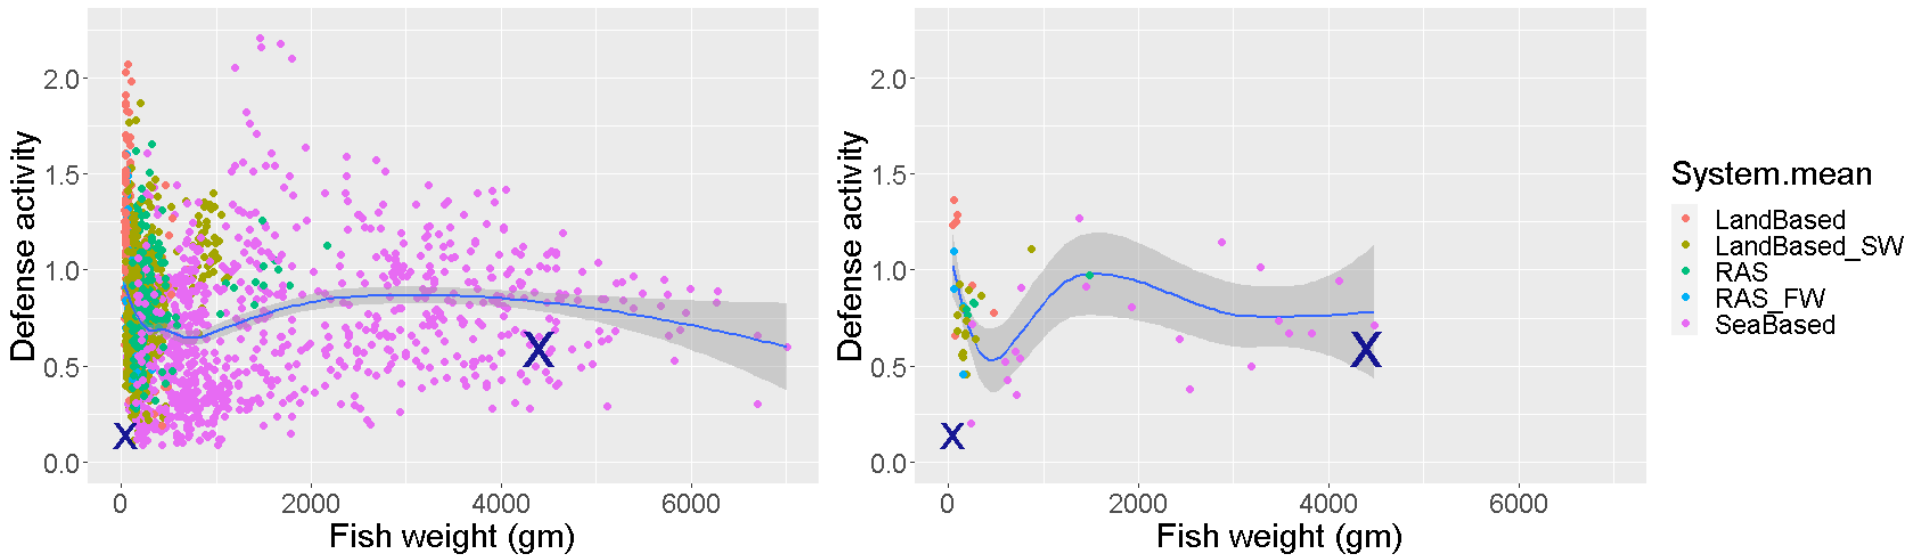 Defense activity
2.0
1.5
1.0
0.5
0.0
X
X
0
2000
4000
6000
Fish weight (gm)
Defense activity
2.0
1.5
1.0
0.5
0.0
X
X
0
2000
4000
6000
Fish weight (gm)
System.mean
LandBased
LandBased_SW
RAS
RAS_FW
SeaBased